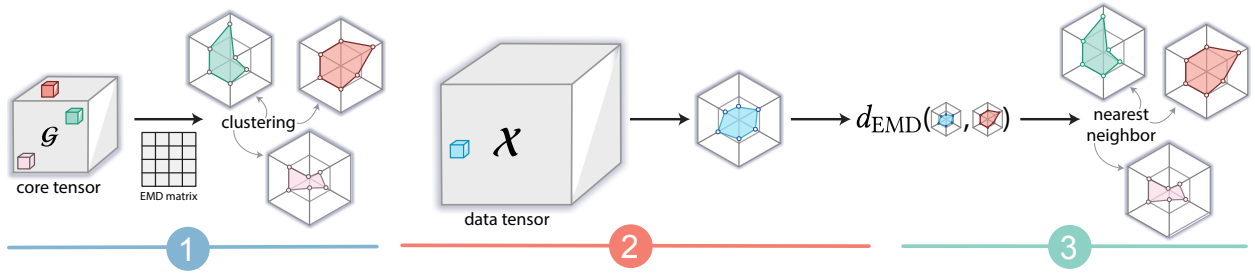 𝒢
core tensor
EMD matrix
clustering
𝒳
data tensor
d_EMD( , )
nearest
neighbor
1
2
3